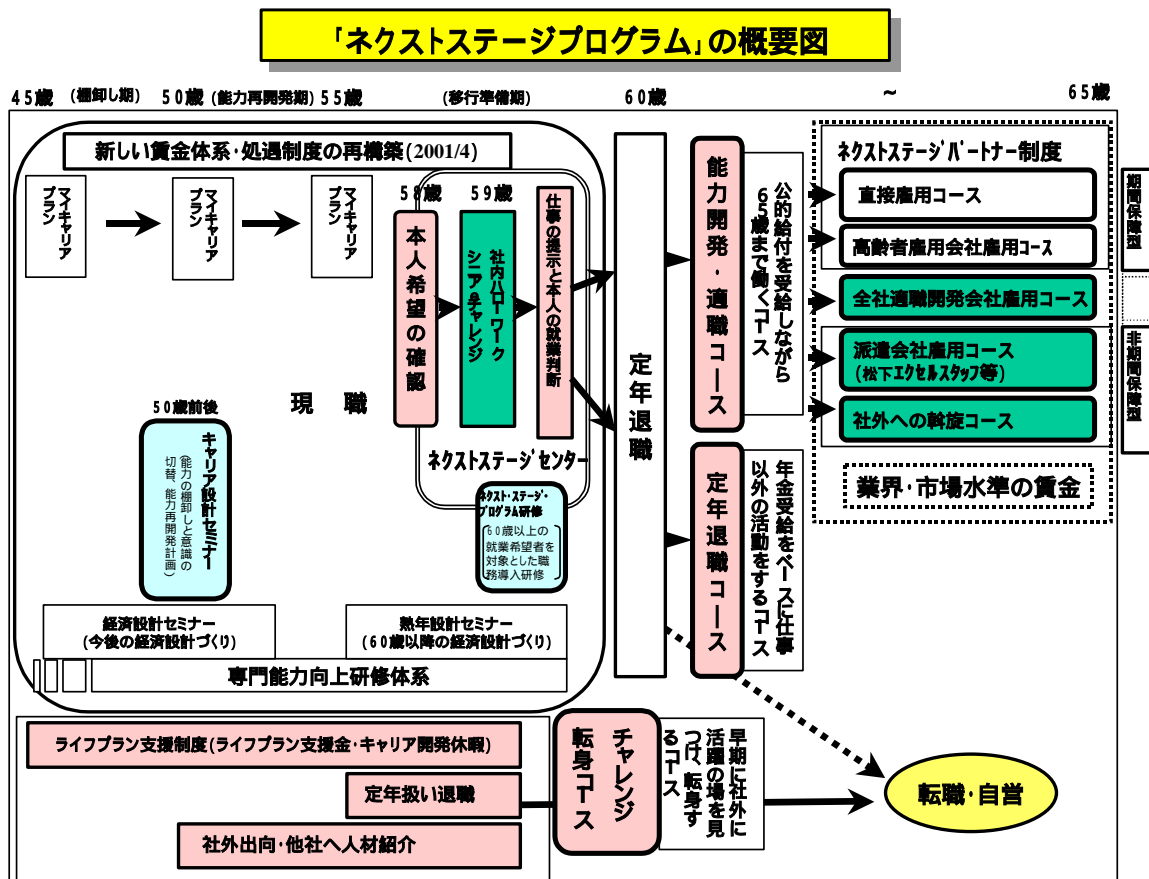 「ネクストステージプログラム」の概要図
45歳 (棚卸し期) 50歳 (能力再開発期) 55歳 (移行準備期) 60歳 ～ 65歳
新しい賃金体系･処遇制度の再構築(2001/4)
マイキャリア
プラン
マイキャリア
プラン
マイキャリア
プラン
58歳
本人希望の確認
59歳
社内ハローワーク
シニア＆チャレンジ
仕事の提示と本人の就業判断
現 職
ネクストステージセンター
50歳前後
キャリア設計セミナー
(能力の棚卸しと意識の
切替、能力再開発計画)
ネクスト･ステージ･
プログラム研修
60歳以上の
就業希望者を
対象とした職
務導入研修
経済設計セミナー
(今後の経済設計づくり)
熟年設計セミナー
(60歳以降の経済設計づくり)
専門能力向上研修体系
定年退職
能力開発・適職コース
公的給付を受給しながら
65歳まで働くコース
定年退職コース
年金受給をベースに仕事
以外の活動をするコース
ネクストステージパートナー制度
直接雇用コース
高齢者雇用会社雇用コース
全社適職開発会社雇用コース
派遣会社雇用コース
(松下エクセルスタッフ等)
社外への斡旋コース
業界･市場水準の賃金
期間保障型
非期間保障型
ライフプラン支援制度(ライフプラン支援金･キャリア開発休暇)
定年扱い退職
社外出向･他社へ人材紹介
チャレンジ
転身コース
早期に社外に
活躍の場を見
つけ、転身す
るコース
転職･自営